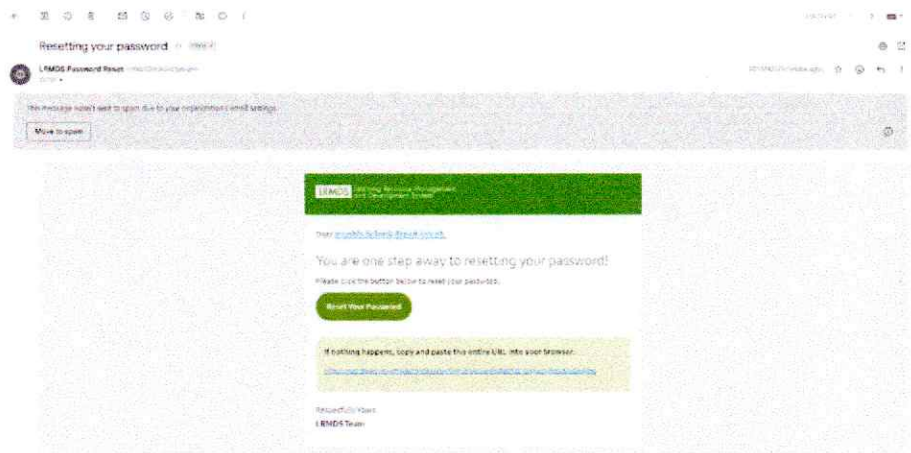 Resetting your password
LRMDS Password Reset
This message wasn't sent to spam due to your organization's email settings.
Move to spam
LRMDS Learning Resource Management
and Development System
Dear
You are one step away to resetting your password!
Please click the button below to reset your password.
Reset Your Password
If nothing happens, copy and paste this entire URL into your browser:
Respectfully Yours
LRMDS Team